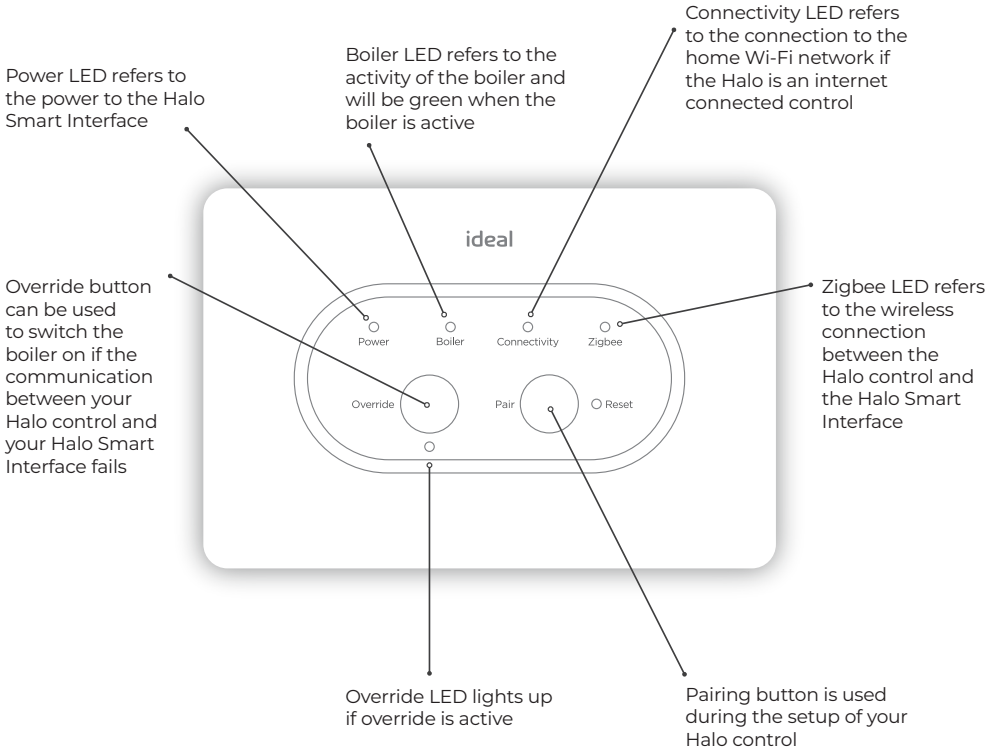 Connectivity LED refers
to the connection to the
home Wi-Fi network if
the Halo is an internet
connected control
Boiler LED refers to the
activity of the boiler and
will be green when the
boiler is active
Power LED refers to
the power to the Halo
Smart Interface
ideal
Override button
can be used
to switch the
boiler on if the
communication
between your
Halo control and
your Halo Smart
Interface fails
Zigbee LED refers
to the wireless
connection
between the
Halo control and
the Halo Smart
Interface
Power
Boiler
Connectivity
Zigbee
Override
Pair
Reset
Override LED lights up
if override is active
Pairing button is used
during the setup of your
Halo control